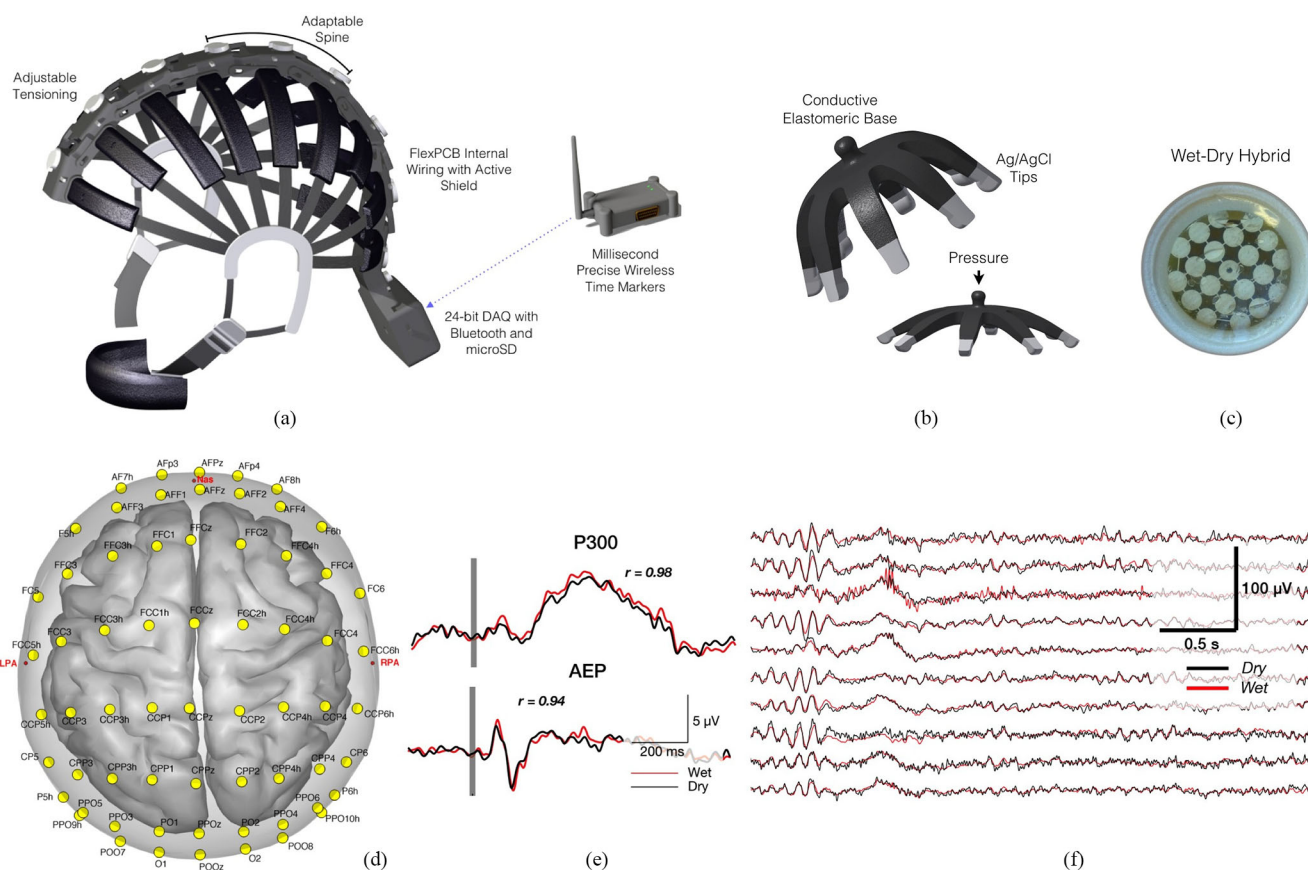 Adaptable
Spine
Adjustable
Tensioning
FlexPCB Internal
Wiring with Active
Shield
Millisecond
Precise Wireless
Time Markers
24-bit DAQ with
Bluetooth and
microSD
(a)
Conductive
Elastomeric Base
Ag/AgCl
Tips
Pressure
(b)
Wet-Dry Hybrid
(c)
AFp3 AFPz AFp4
AF7h Nas AF8h
AFF1 AFFz AFF2
AFF3 AFF4
F5h F6h
FFC1 FFCz FFC2
FFC3h FFC4h
FFC3 FFC4
FC5 FC6
FCC3h FCC1h FCCz FCC2h FCC4h
FCC3 FCC4
FCC5h FCC6h
LPA RPA
CCP5h CCP3 CCP3h CCP1 CCPz CCP2 CCP4h CCP4 CCP6h
CP5 CP6
CPP3 CPP3h CPP1 CPPz CPP2 CPP4h CPP4
P5h P6h
PPO5 PPO6
PPO9h PPO3 PO1 PPOz PO2 PPO4 PPO10h
POO7 POO8
O1 POOz O2
(d)
P300
r = 0.98
AEP
r = 0.94
5 µV
200 ms
Wet
Dry
(e)
100 µV
0.5 s
Dry
Wet
(f)